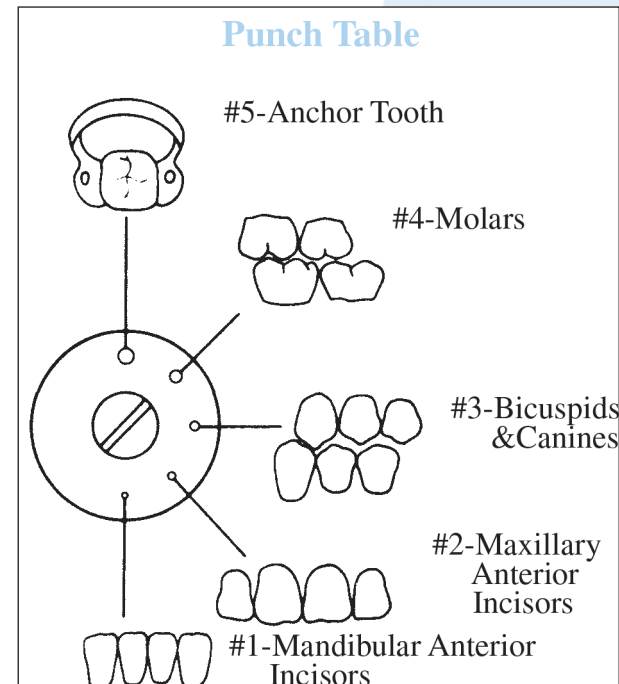 Punch Table
#5-Anchor Tooth
#4-Molars
#3-Bicuspids
&Canines
#2-Maxillary
Anterior
Incisors
#1-Mandibular Anterior
Incisors